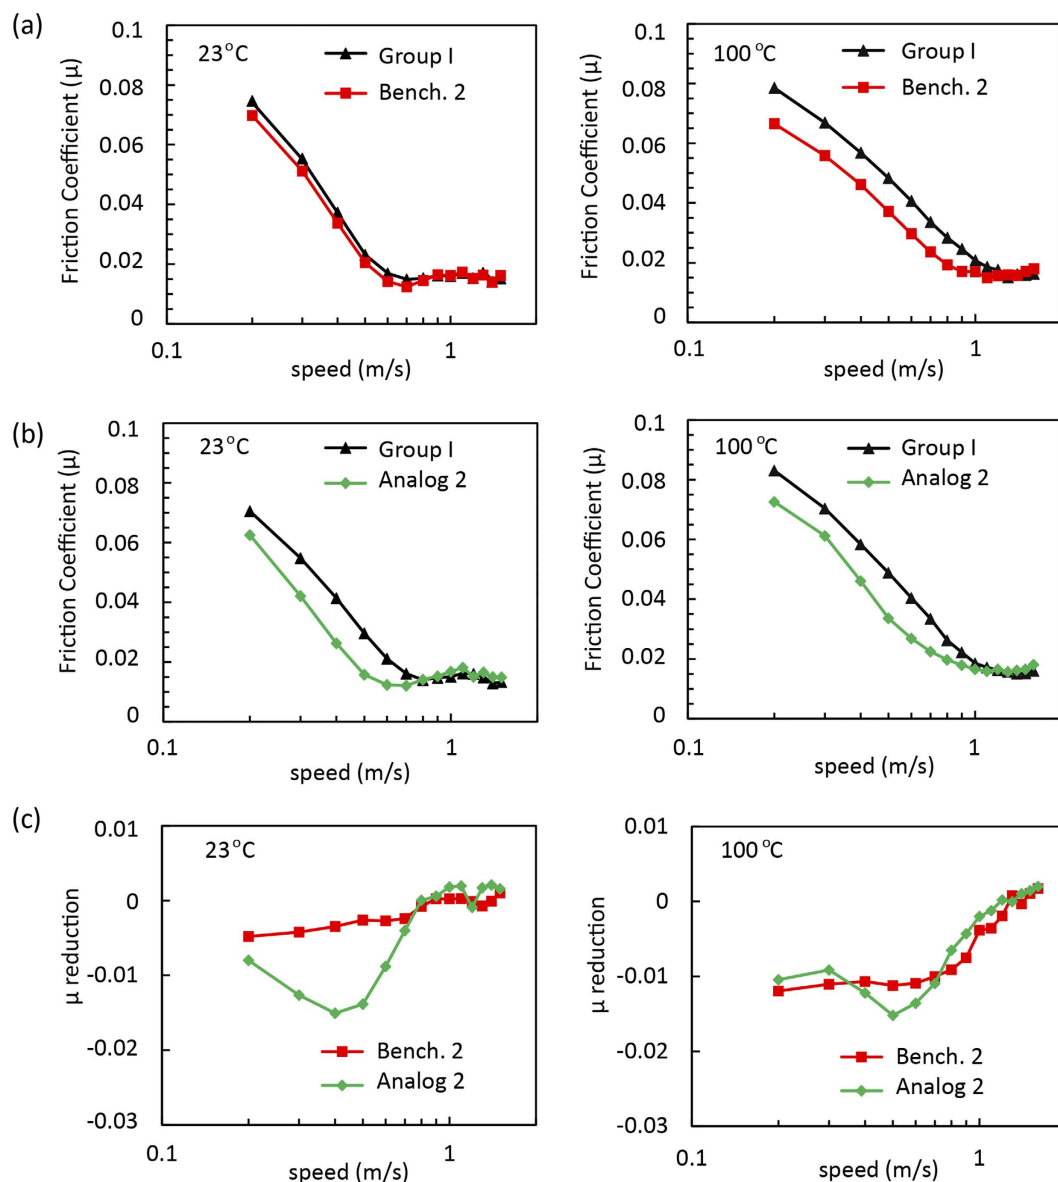 (a)
Friction Coefficient (μ)
0.1
0.08
0.06
0.04
0.02
0
23°C
Group I
Bench. 2
0.1
1
speed (m/s)
Friction Coefficient (μ)
0.1
0.08
0.06
0.04
0.02
0
100 °C
Group I
Bench. 2
0.1
1
speed (m/s)
(b)
Friction Coefficient (μ)
0.1
0.08
0.06
0.04
0.02
0
23°C
Group I
Analog 2
0.1
1
speed (m/s)
Friction Coefficient (μ)
0.1
0.08
0.06
0.04
0.02
0
100 °C
Group I
Analog 2
0.1
1
speed (m/s)
(c)
μ reduction
0.01
0
-0.01
-0.02
-0.03
23°C
Bench. 2
Analog 2
0.1
1
speed (m/s)
μ reduction
0.01
0
-0.01
-0.02
-0.03
100 °C
Bench. 2
Analog 2
0.1
1
speed (m/s)